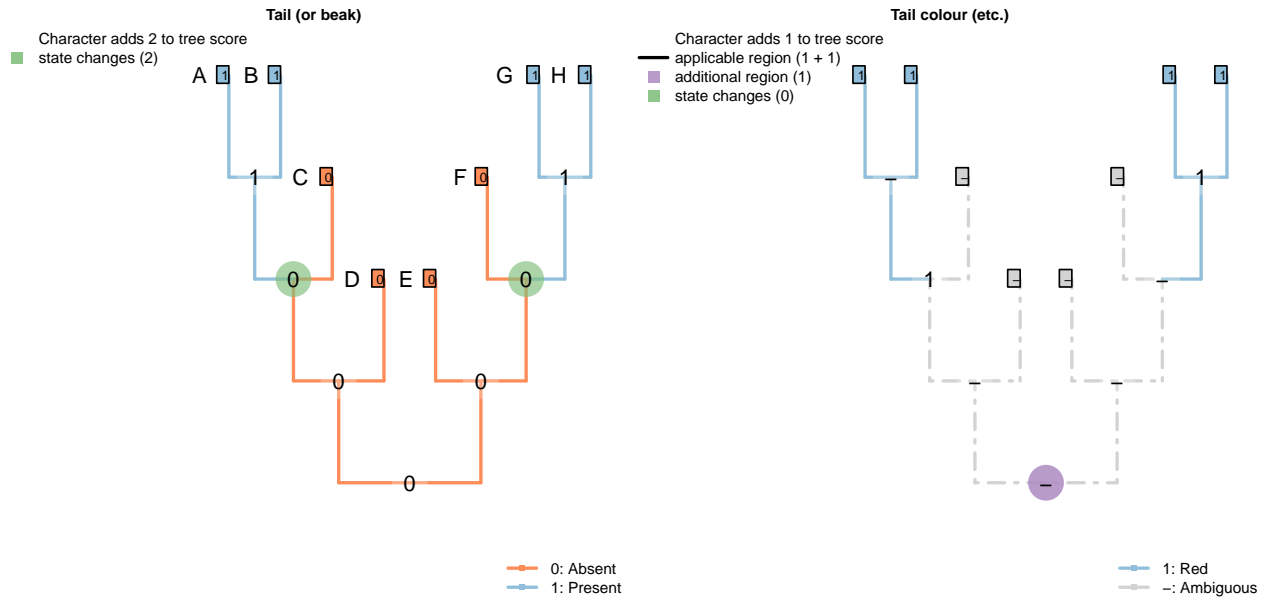 Tail (or beak)
Character adds 2 to tree score
state changes (2)
A 1 B 1 G 1 H 1
1 C 0 F 0 1
0 D 0 E 0 0
0 0
0
0: Absent
1: Present
Tail colour (etc.)
Character adds 1 to tree score
applicable region (1 + 1)
additional region (1)
state changes (0)
1 1 1 1
– – – 1
1 – – –
– –
–
1: Red
–: Ambiguous